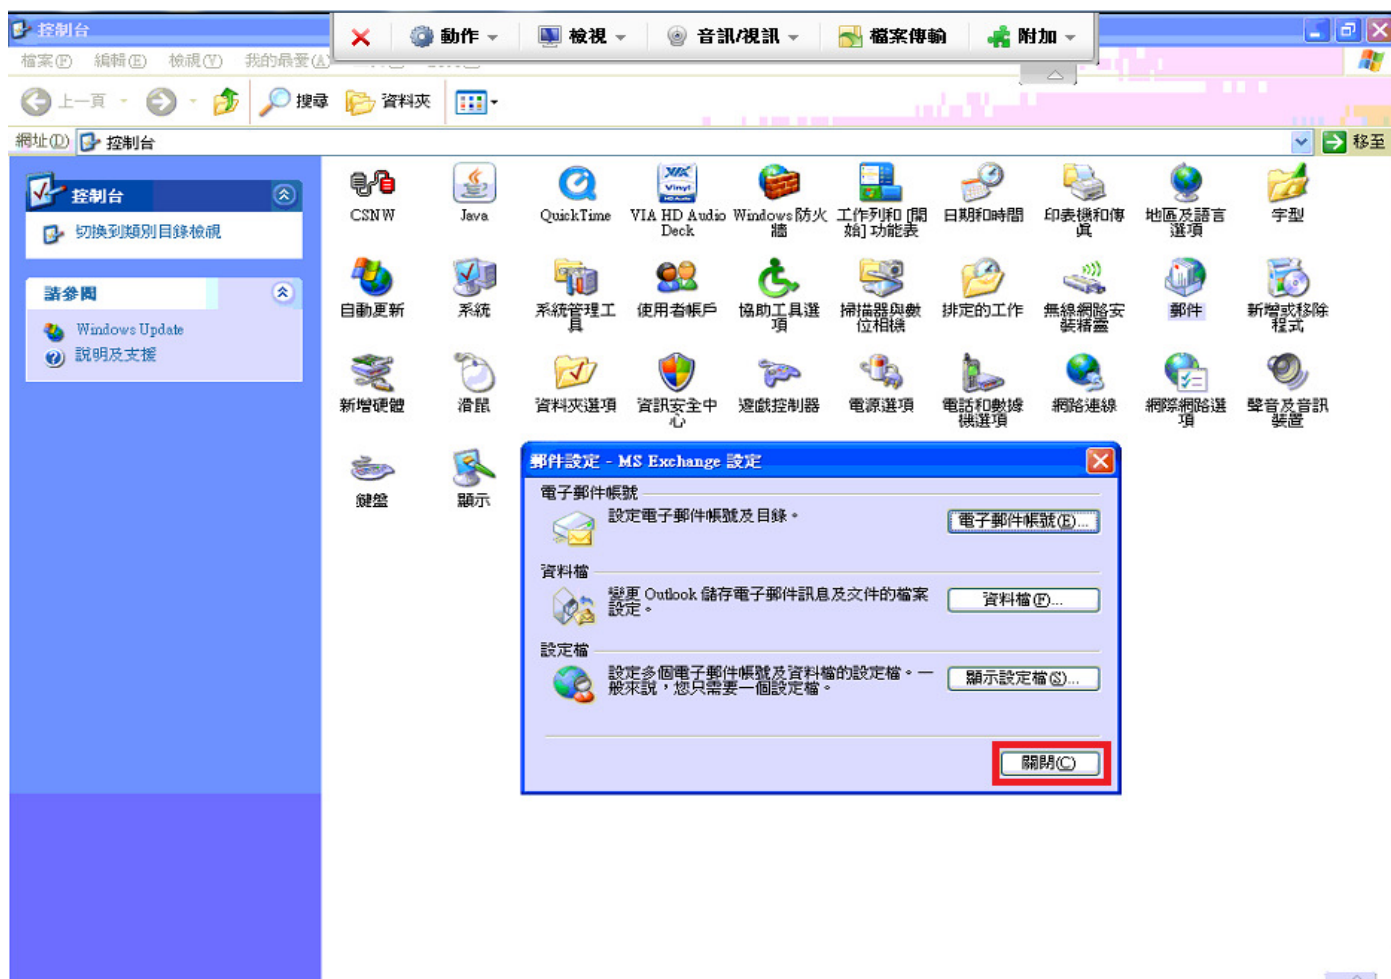 控制台
動作
檢視
音訊/視訊
檔案傳輸
附加
檔案(F) 編輯(E) 檢視(V) 我的最愛(A)
上一頁
搜尋
資料夾
網址(D) 控制台
移至
控制台
切換到類別目錄檢視
請參閱
Windows Update
說明及支援
CSNW
Java
QuickTime
VIA HD Audio
Deck
Windows 防火
牆
工作列和 [開
始] 功能表
日期和時間
印表機和傳
真
地區及語言
選項
字型
自動更新
系統
系統管理工
具
使用者帳戶
協助工具選
項
掃描器與數
位相機
排定的工作
無線網路安
裝精靈
郵件
新增或移除
程式
新增硬體
滑鼠
資料夾選項
資訊安全中
心
遊戲控制器
電源選項
電話和數據
機選項
網路連線
網際網路選
項
聲音及音訊
裝置
鍵盤
顯示
郵件設定 - MS Exchange 設定
電子郵件帳號
設定電子郵件帳號及目錄。
電子郵件帳號(E)...
資料檔
變更 Outlook 儲存電子郵件訊息及文件的檔案
設定。
資料檔(F)...
設定檔
設定多個電子郵件帳號及資料檔的設定檔。一
般來說，您只需要一個設定檔。
顯示設定檔(S)...
關閉(C)